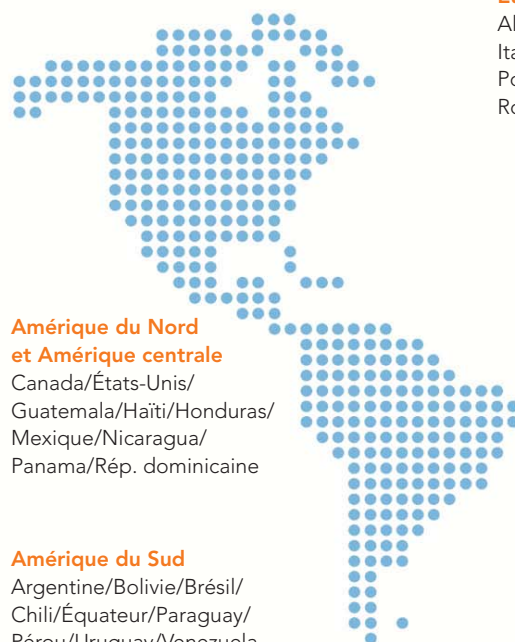 Amérique du Nord
et Amérique centrale
Canada/États-Unis/
Guatemala/Haïti/Honduras/
Mexique/Nicaragua/
Panama/Rép. dominicaine
Amérique du Sud
Argentine/Bolivie/Brésil/
Chili/Équateur/Paraguay/
Pérou/Uruguay/Venezuela